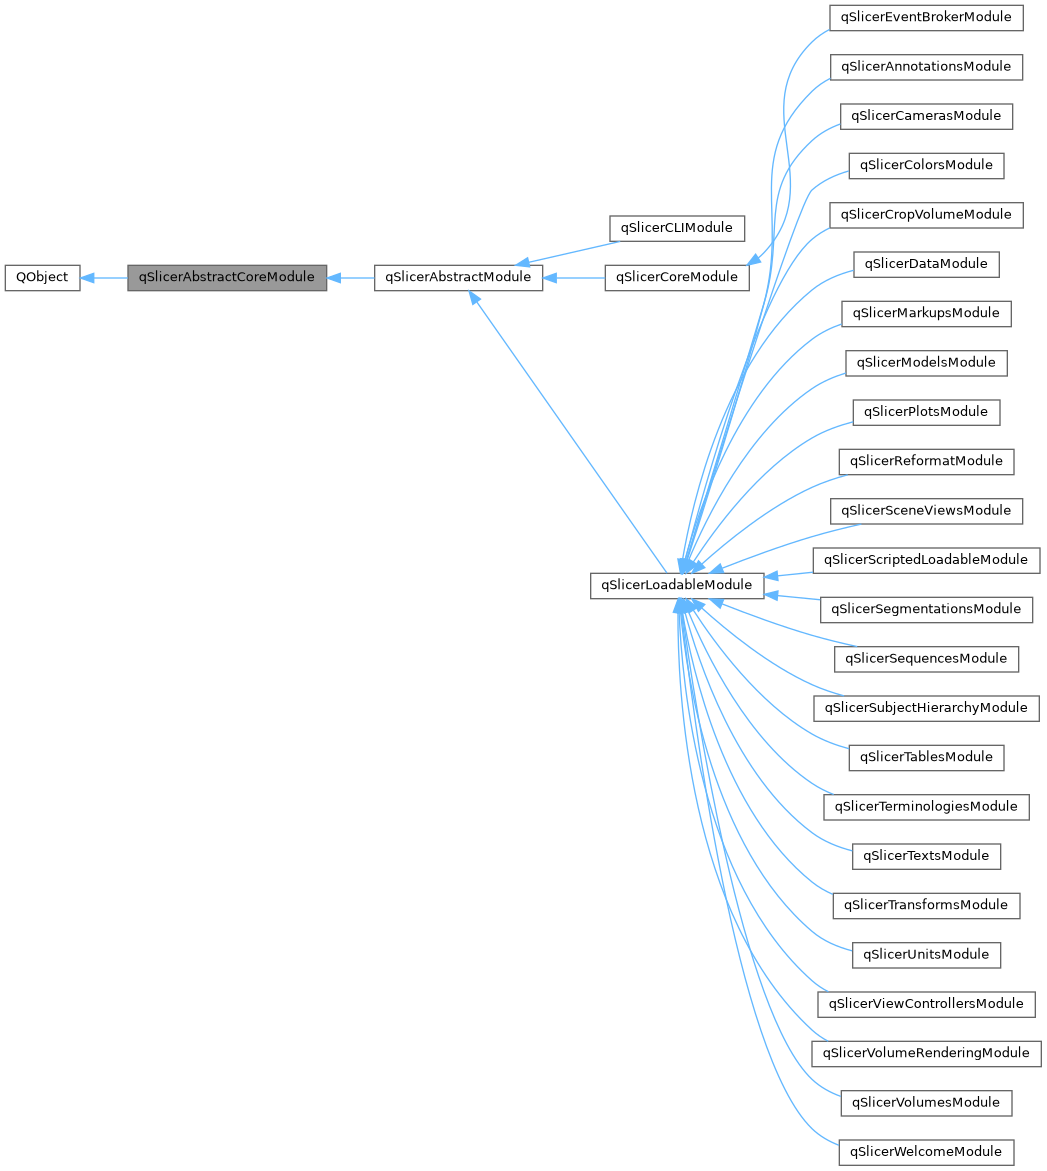 QObject
qSlicerAbstractCoreModule
qSlicerAbstractModule
qSlicerCLIModule
qSlicerCoreModule
qSlicerLoadableModule
qSlicerEventBrokerModule
qSlicerAnnotationsModule
qSlicerCamerasModule
qSlicerColorsModule
qSlicerCropVolumeModule
qSlicerDataModule
qSlicerMarkupsModule
qSlicerModelsModule
qSlicerPlotsModule
qSlicerReformatModule
qSlicerSceneViewsModule
qSlicerScriptedLoadableModule
qSlicerSegmentationsModule
qSlicerSequencesModule
qSlicerSubjectHierarchyModule
qSlicerTablesModule
qSlicerTerminologiesModule
qSlicerTextsModule
qSlicerTransformsModule
qSlicerUnitsModule
qSlicerViewControllersModule
qSlicerVolumeRenderingModule
qSlicerVolumesModule
qSlicerWelcomeModule